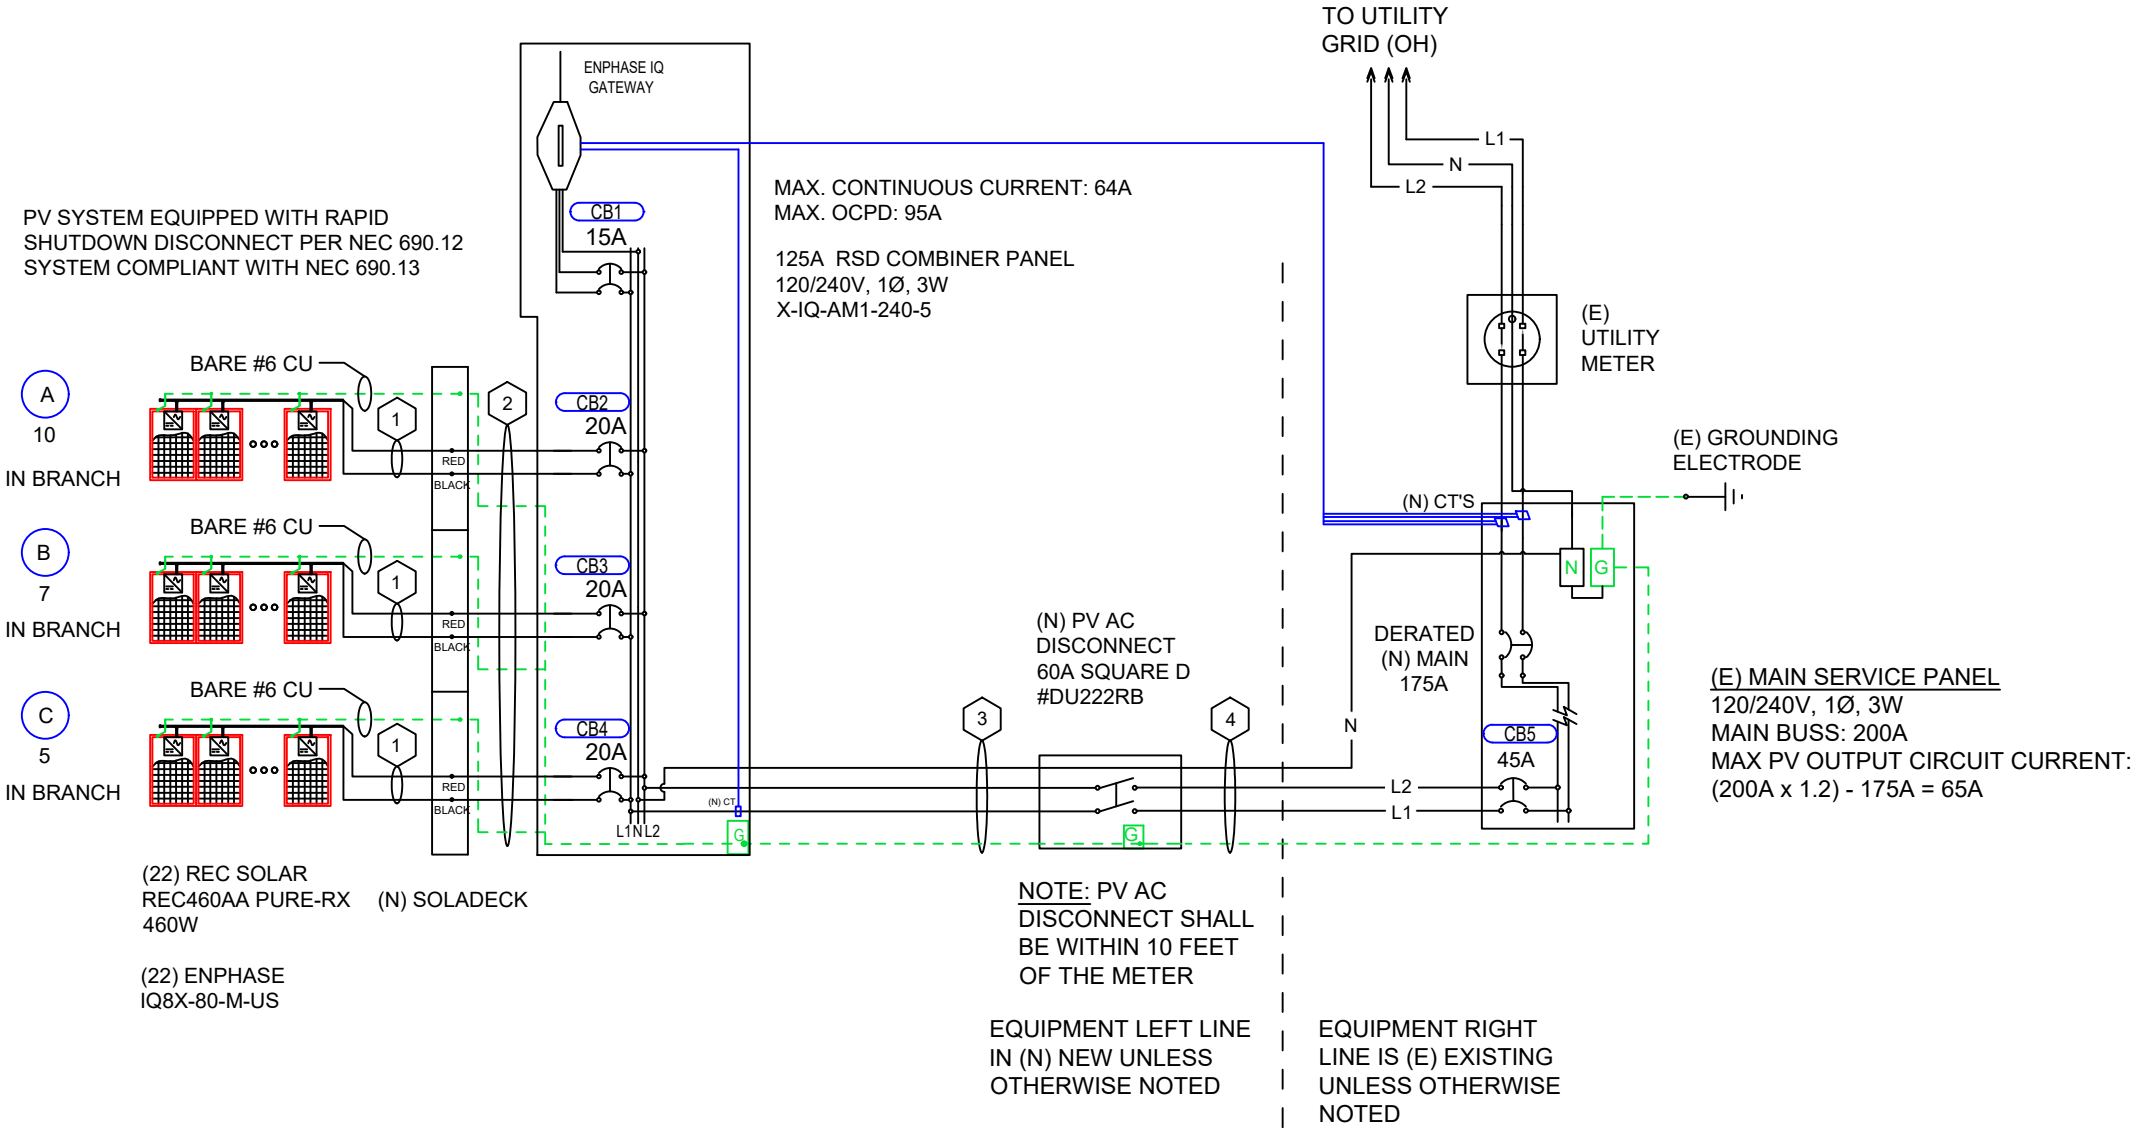 TO UTILITY
GRID (OH)
L1
N
L2
ENPHASE IQ
GATEWAY
CB1
15A
MAX. CONTINUOUS CURRENT: 64A
MAX. OCPD: 95A
125A  RSD COMBINER PANEL
120/240V, 1Ø, 3W
X-IQ-AM1-240-5
PV SYSTEM EQUIPPED WITH RAPID
SHUTDOWN DISCONNECT PER NEC 690.12
SYSTEM COMPLIANT WITH NEC 690.13
(E)
UTILITY
METER
(E) GROUNDING
ELECTRODE
A
10
IN BRANCH
BARE #6 CU
1
RED
BLACK
2
CB2
20A
B
7
IN BRANCH
BARE #6 CU
1
RED
BLACK
CB3
20A
C
5
IN BRANCH
BARE #6 CU
1
RED
BLACK
CB4
20A
L1NL2
(N) CT
G
(N) CT'S
N
G
DERATED
(N) MAIN
175A
N
CB5
45A
L2
L1
(N) PV AC
DISCONNECT
60A SQUARE D
#DU222RB
3
4
G
(E) MAIN SERVICE PANEL
120/240V, 1Ø, 3W
MAIN BUSS: 200A
MAX PV OUTPUT CIRCUIT CURRENT:
(200A x 1.2) - 175A = 65A
(22) REC SOLAR
REC460AA PURE-RX
460W
(N) SOLADECK
(22) ENPHASE
IQ8X-80-M-US
NOTE: PV AC
DISCONNECT SHALL
BE WITHIN 10 FEET
OF THE METER
EQUIPMENT LEFT LINE
IN (N) NEW UNLESS
OTHERWISE NOTED
EQUIPMENT RIGHT
LINE IS (E) EXISTING
UNLESS OTHERWISE
NOTED